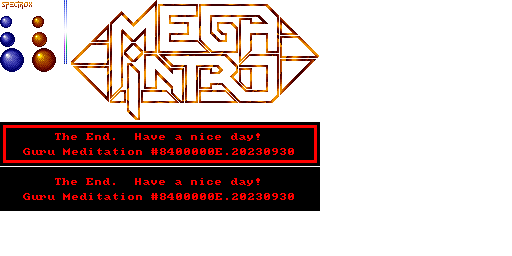 SPECTROX
MEGA
INTRO
The End.  Have a nice day!
Guru Meditation #8400000E.20230930
The End.  Have a nice day!
Guru Meditation #8400000E.20230930